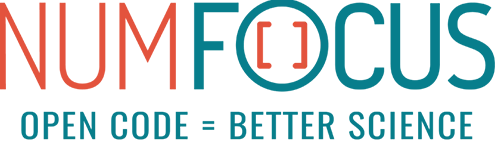 NUMFOCUS
OPEN CODE = BETTER SCIENCE